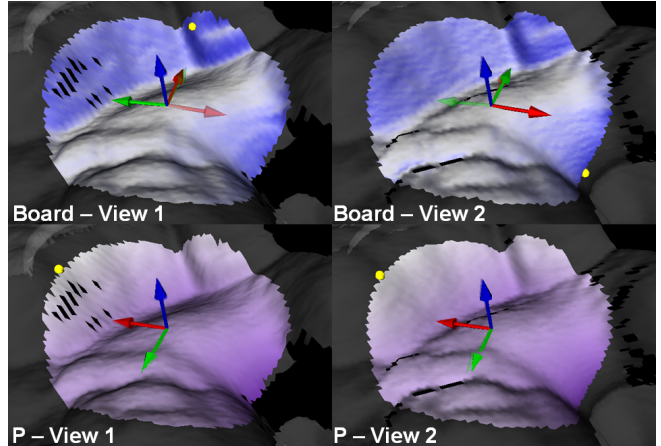 Board – View 1
Board – View 2
P – View 1
P – View 2